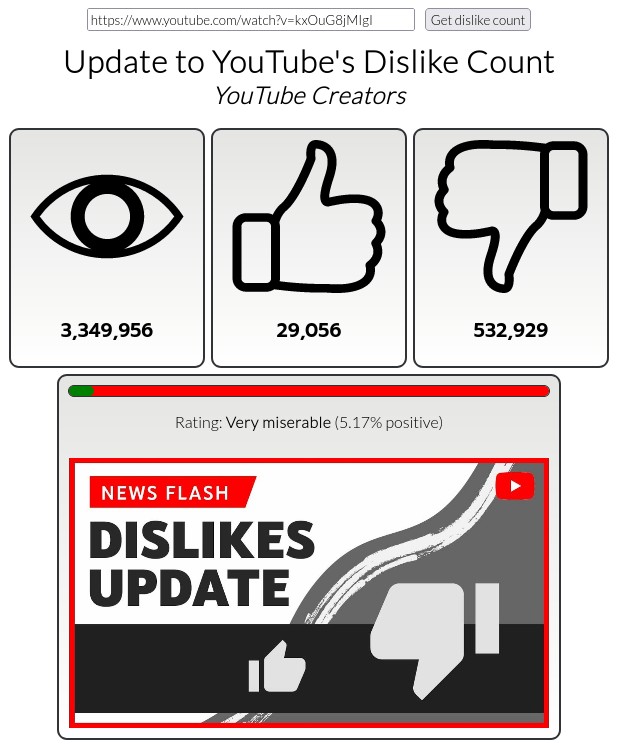 https://www.youtube.com/watch?v=kxOuG8jMIgI
Get dislike count
Update to YouTube's Dislike Count
YouTube Creators
3,349,956
29,056
532,929
Rating: Very miserable (5.17% positive)
NEWS FLASH
DISLIKES
UPDATE